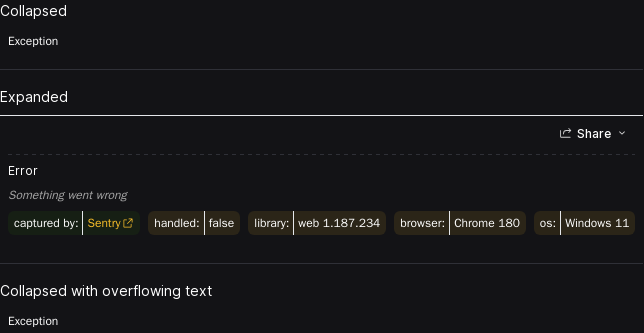 Collapsed
Exception
Expanded
Share
Error
Something went wrong
captured by: Sentry handled: false library: web 1.187.234 browser: Chrome 180 os: Windows 11
Collapsed with overflowing text
Exception